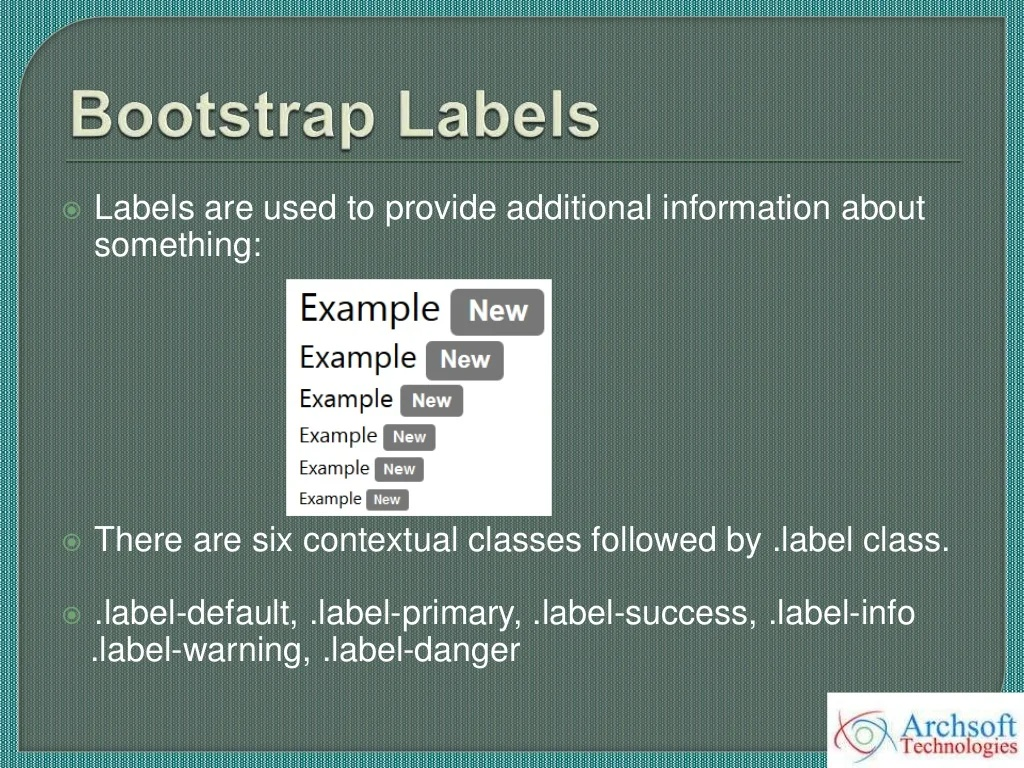 Bootstrap Labels
Labels are used to provide additional information about
something:
Example New
Example New
Example New
Example New
Example New
Example New
There are six contextual classes followed by .label class.
.label-default, .label-primary, .label-success, .label-info
.label-warning, .label-danger
Archsoft
Technologies